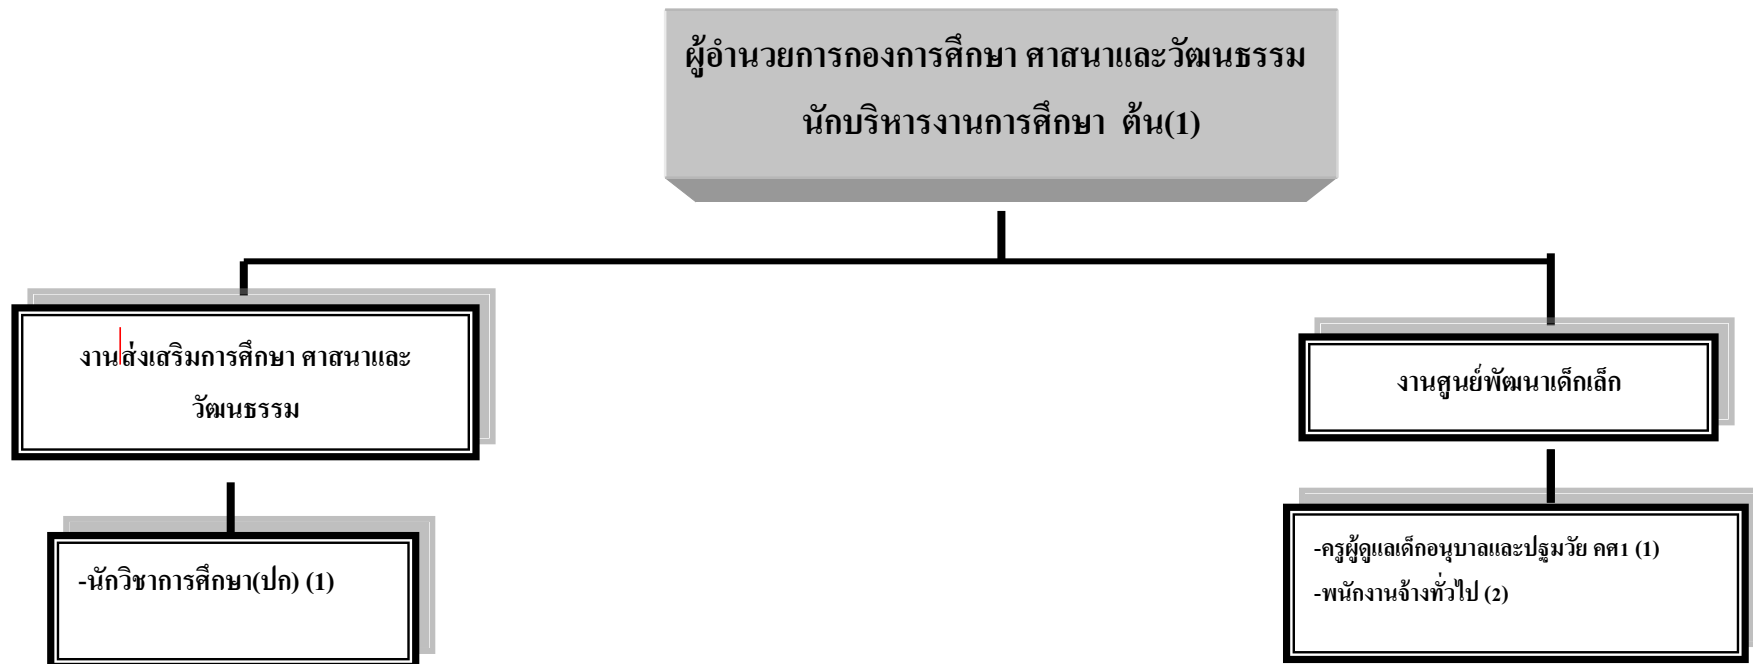 ผู้อำนวยการกองการศึกษา ศาสนาและวัฒนธรรม
นักบริหารงานการศึกษา ต้น(1)
งานส่งเสริมการศึกษา ศาสนาและ
วัฒนธรรม
งานศูนย์พัฒนาเด็กเล็ก
-นักวิชาการศึกษา(ปก) (1)
-ครูผู้ดูแลเด็กอนุบาลและปฐมวัย คศ1 (1)
-พนักงานจ้างทั่วไป (2)